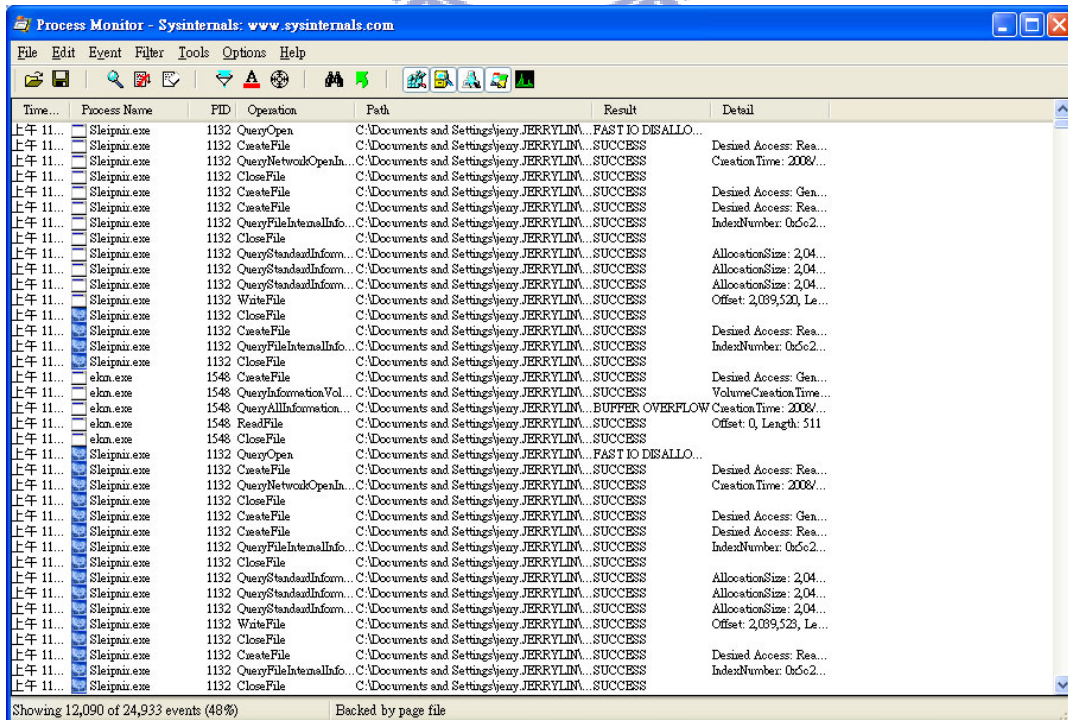 Process Monitor - Sysinternals: www.sysinternals.com
File Edit Event Filter Tools Options Help
Time... Process Name PID Operation Path Result Detail
上午 11... Sleipnir.exe 1132 QueryOpen C:\Documents and Settings\jerry.JERRYLIN\... FAST IO DISALLO...
上午 11... Sleipnir.exe 1132 CreateFile C:\Documents and Settings\jerry.JERRYLIN\... SUCCESS Desired Access: Rea...
上午 11... Sleipnir.exe 1132 QueryNetworkOpenIn... C:\Documents and Settings\jerry.JERRYLIN\... SUCCESS CreationTime: 2008/...
上午 11... Sleipnir.exe 1132 CloseFile C:\Documents and Settings\jerry.JERRYLIN\... SUCCESS
上午 11... Sleipnir.exe 1132 CreateFile C:\Documents and Settings\jerry.JERRYLIN\... SUCCESS Desired Access: Gen...
上午 11... Sleipnir.exe 1132 CreateFile C:\Documents and Settings\jerry.JERRYLIN\... SUCCESS Desired Access: Rea...
上午 11... Sleipnir.exe 1132 QueryFileInternalInfo... C:\Documents and Settings\jerry.JERRYLIN\... SUCCESS IndexNumber: 0x5c2...
上午 11... Sleipnir.exe 1132 CloseFile C:\Documents and Settings\jerry.JERRYLIN\... SUCCESS
上午 11... Sleipnir.exe 1132 QueryStandardInform... C:\Documents and Settings\jerry.JERRYLIN\... SUCCESS AllocationSize: 2,04...
上午 11... Sleipnir.exe 1132 QueryStandardInform... C:\Documents and Settings\jerry.JERRYLIN\... SUCCESS AllocationSize: 2,04...
上午 11... Sleipnir.exe 1132 QueryStandardInform... C:\Documents and Settings\jerry.JERRYLIN\... SUCCESS AllocationSize: 2,04...
上午 11... Sleipnir.exe 1132 WriteFile C:\Documents and Settings\jerry.JERRYLIN\... SUCCESS Offset: 2,039,520, Le...
上午 11... Sleipnir.exe 1132 CloseFile C:\Documents and Settings\jerry.JERRYLIN\... SUCCESS
上午 11... Sleipnir.exe 1132 CreateFile C:\Documents and Settings\jerry.JERRYLIN\... SUCCESS Desired Access: Rea...
上午 11... Sleipnir.exe 1132 QueryFileInternalInfo... C:\Documents and Settings\jerry.JERRYLIN\... SUCCESS IndexNumber: 0x5c2...
上午 11... Sleipnir.exe 1132 CloseFile C:\Documents and Settings\jerry.JERRYLIN\... SUCCESS
上午 11... ekrn.exe 1548 CreateFile C:\Documents and Settings\jerry.JERRYLIN\... SUCCESS Desired Access: Gen...
上午 11... ekrn.exe 1548 QueryInformationVol... C:\Documents and Settings\jerry.JERRYLIN\... SUCCESS VolumeCreationTime...
上午 11... ekrn.exe 1548 QueryAllInformation... C:\Documents and Settings\jerry.JERRYLIN\... BUFFER OVERFLOW CreationTime: 2008/...
上午 11... ekrn.exe 1548 ReadFile C:\Documents and Settings\jerry.JERRYLIN\... SUCCESS Offset: 0, Length: 511
上午 11... ekrn.exe 1548 CloseFile C:\Documents and Settings\jerry.JERRYLIN\... SUCCESS
上午 11... Sleipnir.exe 1132 QueryOpen C:\Documents and Settings\jerry.JERRYLIN\... FAST IO DISALLO...
上午 11... Sleipnir.exe 1132 CreateFile C:\Documents and Settings\jerry.JERRYLIN\... SUCCESS Desired Access: Rea...
上午 11... Sleipnir.exe 1132 QueryNetworkOpenIn... C:\Documents and Settings\jerry.JERRYLIN\... SUCCESS CreationTime: 2008/...
上午 11... Sleipnir.exe 1132 CloseFile C:\Documents and Settings\jerry.JERRYLIN\... SUCCESS
上午 11... Sleipnir.exe 1132 CreateFile C:\Documents and Settings\jerry.JERRYLIN\... SUCCESS Desired Access: Gen...
上午 11... Sleipnir.exe 1132 CreateFile C:\Documents and Settings\jerry.JERRYLIN\... SUCCESS Desired Access: Rea...
上午 11... Sleipnir.exe 1132 QueryFileInternalInfo... C:\Documents and Settings\jerry.JERRYLIN\... SUCCESS IndexNumber: 0x5c2...
上午 11... Sleipnir.exe 1132 CloseFile C:\Documents and Settings\jerry.JERRYLIN\... SUCCESS
上午 11... Sleipnir.exe 1132 QueryStandardInform... C:\Documents and Settings\jerry.JERRYLIN\... SUCCESS AllocationSize: 2,04...
上午 11... Sleipnir.exe 1132 QueryStandardInform... C:\Documents and Settings\jerry.JERRYLIN\... SUCCESS AllocationSize: 2,04...
上午 11... Sleipnir.exe 1132 WriteFile C:\Documents and Settings\jerry.JERRYLIN\... SUCCESS Offset: 2,039,523, Le...
上午 11... Sleipnir.exe 1132 CloseFile C:\Documents and Settings\jerry.JERRYLIN\... SUCCESS
上午 11... Sleipnir.exe 1132 CreateFile C:\Documents and Settings\jerry.JERRYLIN\... SUCCESS Desired Access: Rea...
上午 11... Sleipnir.exe 1132 QueryFileInternalInfo... C:\Documents and Settings\jerry.JERRYLIN\... SUCCESS IndexNumber: 0x5c2...
上午 11... Sleipnir.exe 1132 CloseFile C:\Documents and Settings\jerry.JERRYLIN\... SUCCESS
Showing 12,090 of 24,933 events (48%) Backed by page file